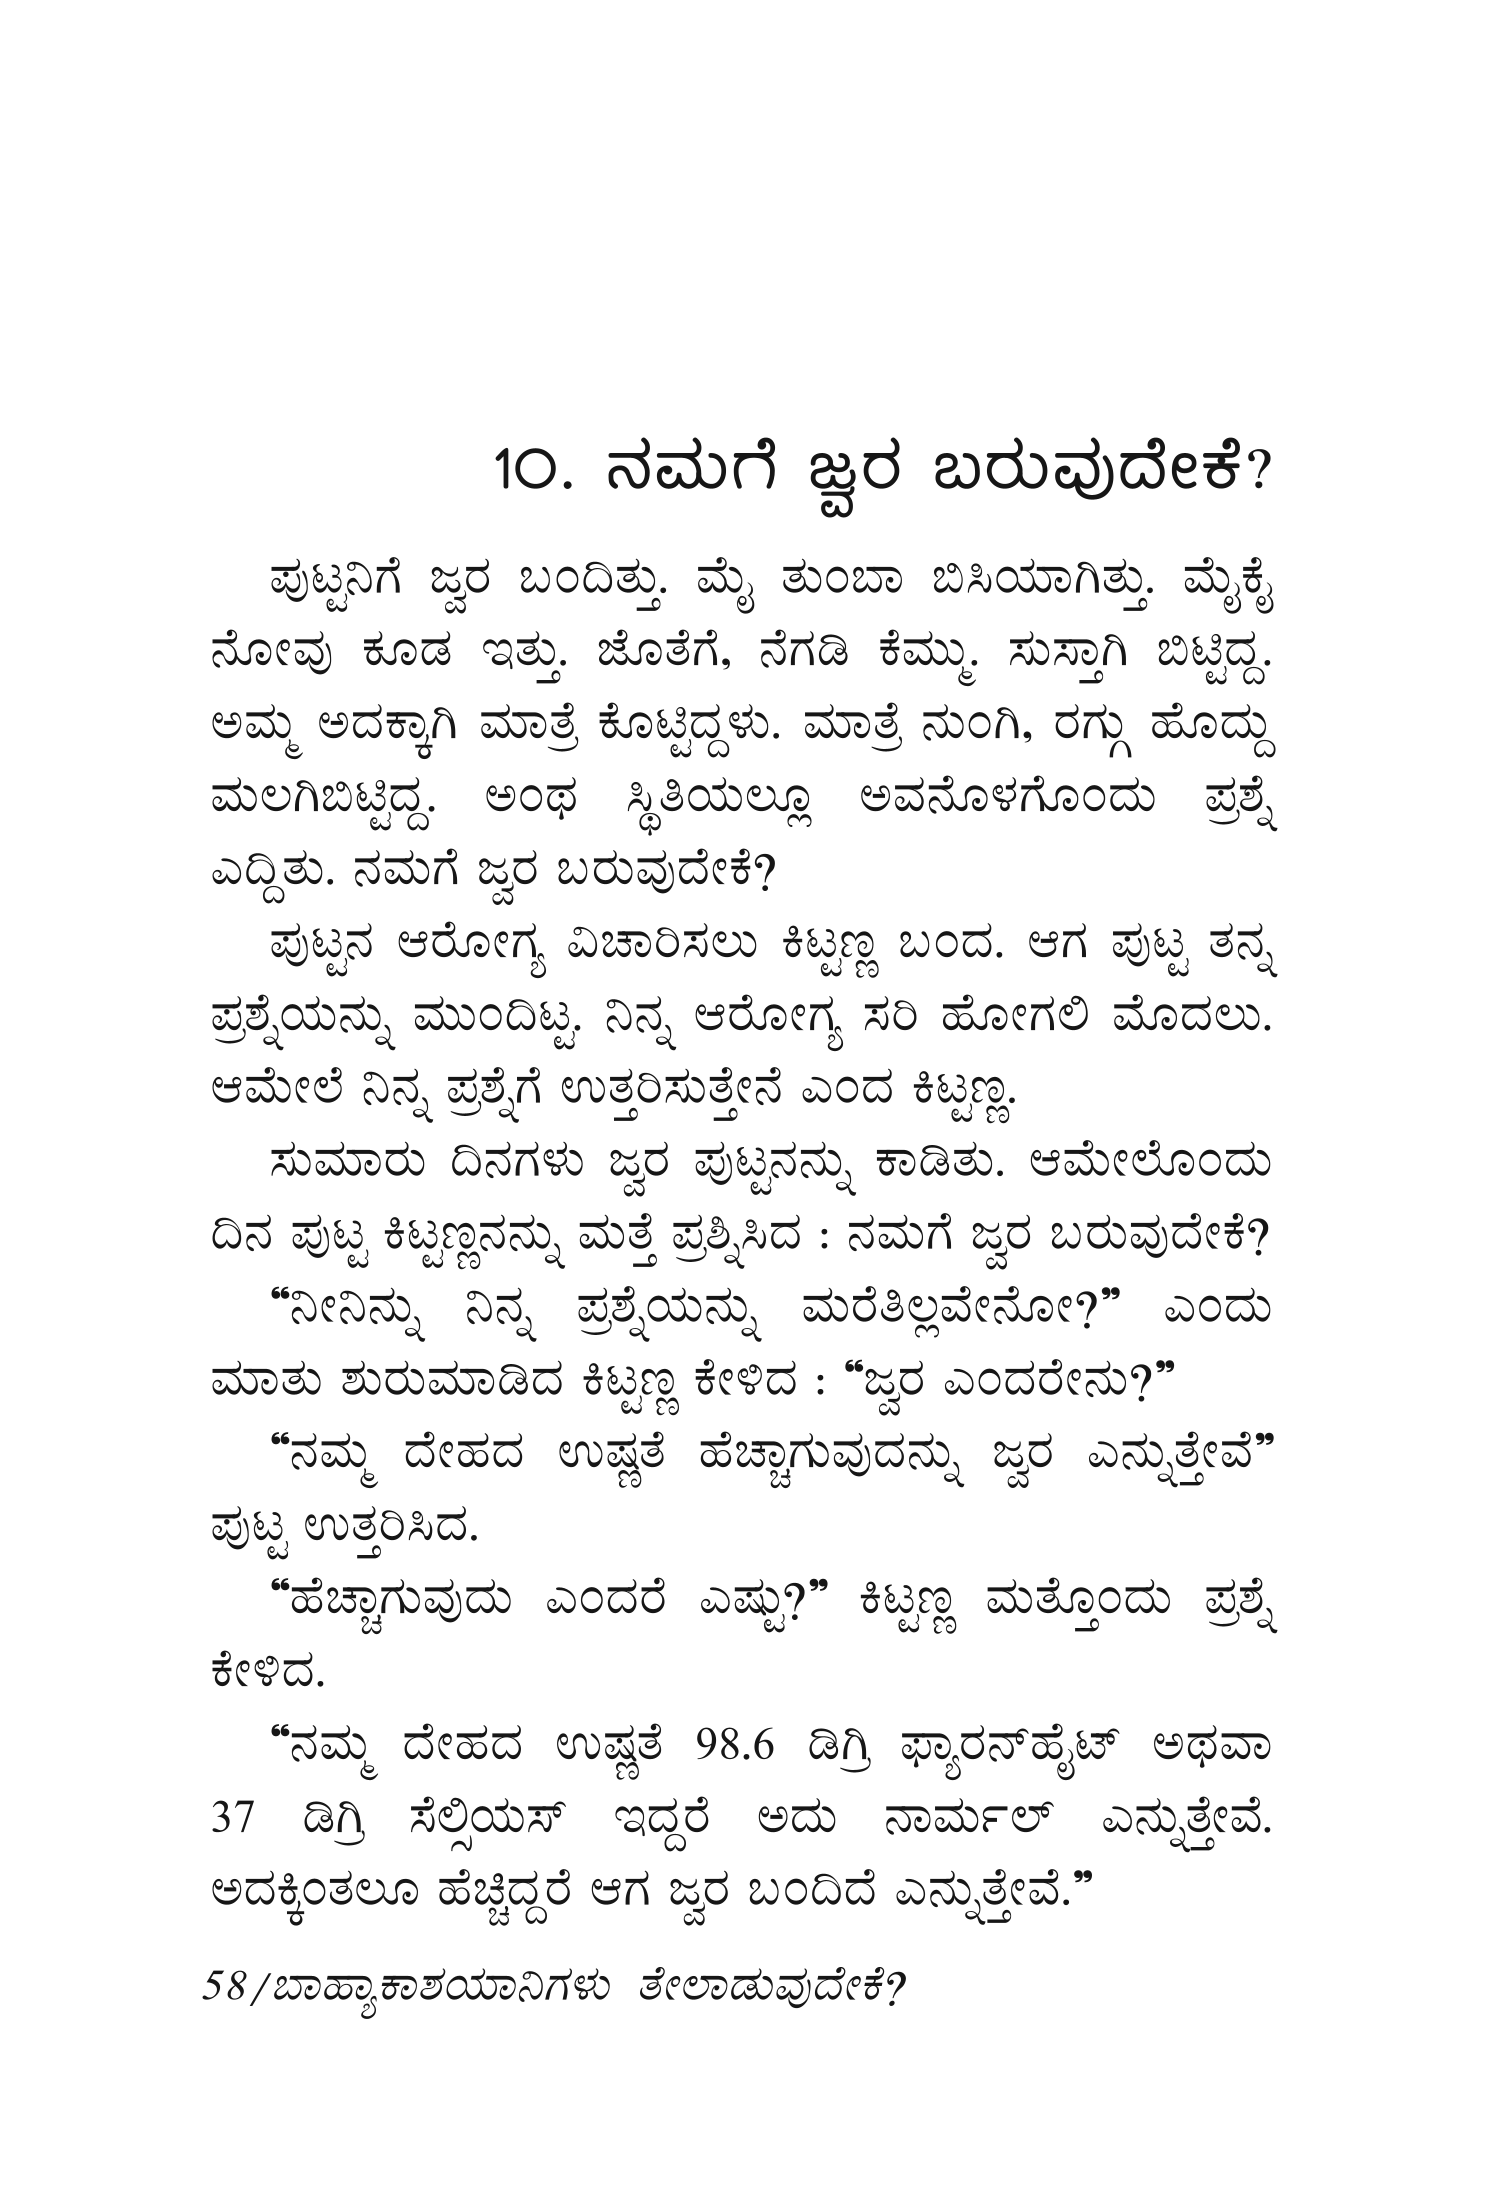 10. ನಮಗೆ ಜ್ವರ ಬರುವುದೇಕೆ?
ಪುಟ್ಟನಿಗೆ ಜ್ವರ ಬಂದಿತ್ತು. ಮೈ ತುಂಬಾ ಬಿಸಿಯಾಗಿತ್ತು. ಮೈಕೈ
ನೋವು ಕೂಡ ಇತ್ತು. ಜೊತೆಗೆ, ನೆಗಡಿ ಕೆಮ್ಮು. ಸುಸ್ತಾಗಿ ಬಿಟ್ಟಿದ್ದ.
ಅಮ್ಮ ಅದಕ್ಕಾಗಿ ಮಾತ್ರೆ ಕೊಟ್ಟಿದ್ದಳು. ಮಾತ್ರೆ ನುಂಗಿ, ರಗ್ಗು ಹೊದ್ದು
ಮಲಗಿಬಿಟ್ಟಿದ್ದ. ಅಂಥ ಸ್ಥಿತಿಯಲ್ಲೂ ಅವನೊಳಗೊಂದು ಪ್ರಶ್ನೆ
ಎದ್ದಿತು. ನಮಗೆ ಜ್ವರ ಬರುವುದೇಕೆ?
ಪುಟ್ಟನ ಆರೋಗ್ಯ ವಿಚಾರಿಸಲು ಕಿಟ್ಟಣ್ಣ ಬಂದ. ಆಗ ಪುಟ್ಟ ತನ್ನ
ಪ್ರಶ್ನೆಯನ್ನು ಮುಂದಿಟ್ಟ. ನಿನ್ನ ಆರೋಗ್ಯ ಸರಿ ಹೋಗಲಿ ಮೊದಲು.
ಆಮೇಲೆ ನಿನ್ನ ಪ್ರಶ್ನೆಗೆ ಉತ್ತರಿಸುತ್ತೇನೆ ಎಂದ ಕಿಟ್ಟಣ್ಣ.
ಸುಮಾರು ದಿನಗಳು ಜ್ವರ ಪುಟ್ಟನನ್ನು ಕಾಡಿತು. ಆಮೇಲೊಂದು
ದಿನ ಪುಟ್ಟ ಕಿಟ್ಟಣ್ಣನನ್ನು ಮತ್ತೆ ಪ್ರಶ್ನಿಸಿದ : ನಮಗೆ ಜ್ವರ ಬರುವುದೇಕೆ?
“ನೀನಿನ್ನು ನಿನ್ನ ಪ್ರಶ್ನೆಯನ್ನು ಮರೆತಿಲ್ಲವೇನೋ?” ಎಂದು
ಮಾತು ಶುರುಮಾಡಿದ ಕಿಟ್ಟಣ್ಣ ಕೇಳಿದ : “ಜ್ವರ ಎಂದರೇನು?”
“ನಮ್ಮ ದೇಹದ ಉಷ್ಣತೆ ಹೆಚ್ಚಾಗುವುದನ್ನು ಜ್ವರ ಎನ್ನುತ್ತೇವೆ”
ಪುಟ್ಟ ಉತ್ತರಿಸಿದ.
“ಹೆಚ್ಚಾಗುವುದು ಎಂದರೆ ಎಷ್ಟು?” ಕಿಟ್ಟಣ್ಣ ಮತ್ತೊಂದು ಪ್ರಶ್ನೆ
ಕೇಳಿದ.
“ನಮ್ಮ ದೇಹದ ಉಷ್ಣತೆ 98.6 ಡಿಗ್ರಿ ಫ್ಯಾರನ್‌ಹೈಟ್ ಅಥವಾ
37 ಡಿಗ್ರಿ ಸೆಲ್ಸಿಯಸ್ ಇದ್ದರೆ ಅದು ನಾರ್ಮಲ್ ಎನ್ನುತ್ತೇವೆ.
ಅದಕ್ಕಿಂತಲೂ ಹೆಚ್ಚಿದ್ದರೆ ಆಗ ಜ್ವರ ಬಂದಿದೆ ಎನ್ನುತ್ತೇವೆ.”
58/ಬಾಹ್ಯಾಕಾಶಯಾನಿಗಳು ತೇಲಾಡುವುದೇಕೆ?